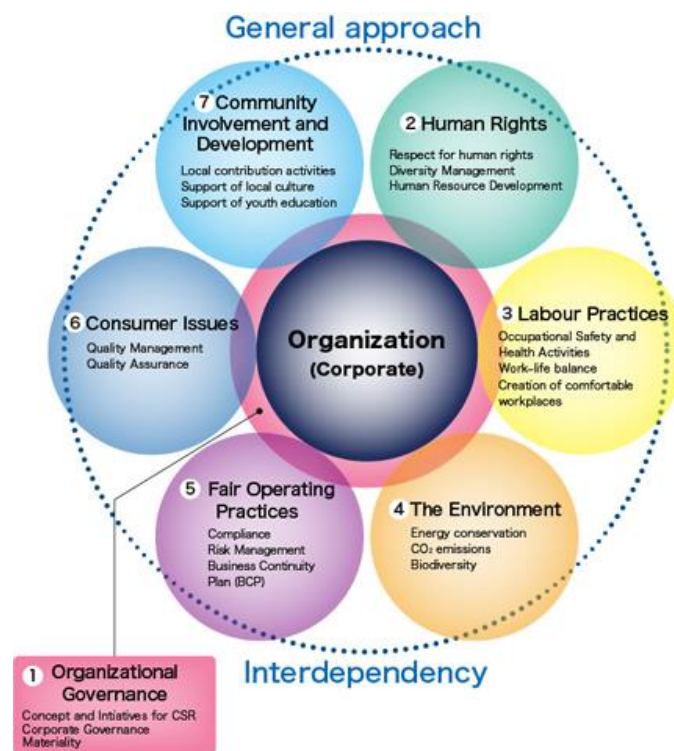 General approach
7 Community
Involvement and
Development
Local contribution activities
Support of local culture
Support of youth education
2 Human Rights
Respect for human rights
Diversity Management
Human Resource Development
3 Labour Practices
Occupational Safety and
Health Activities
Work-life balance
Creation of comfortable
workplaces
6 Consumer Issues
Quality Management
Quality Assurance
Organization
(Corporate)
5 Fair Operating
Practices
Compliance
Risk Management
Business Continuity
Plan (BCP)
4 The Environment
Energy conservation
CO₂ emissions
Biodiversity
1 Organizational
Governance
Concept and Intiatives for CSR
Corporate Governance
Materiality
Interdependency